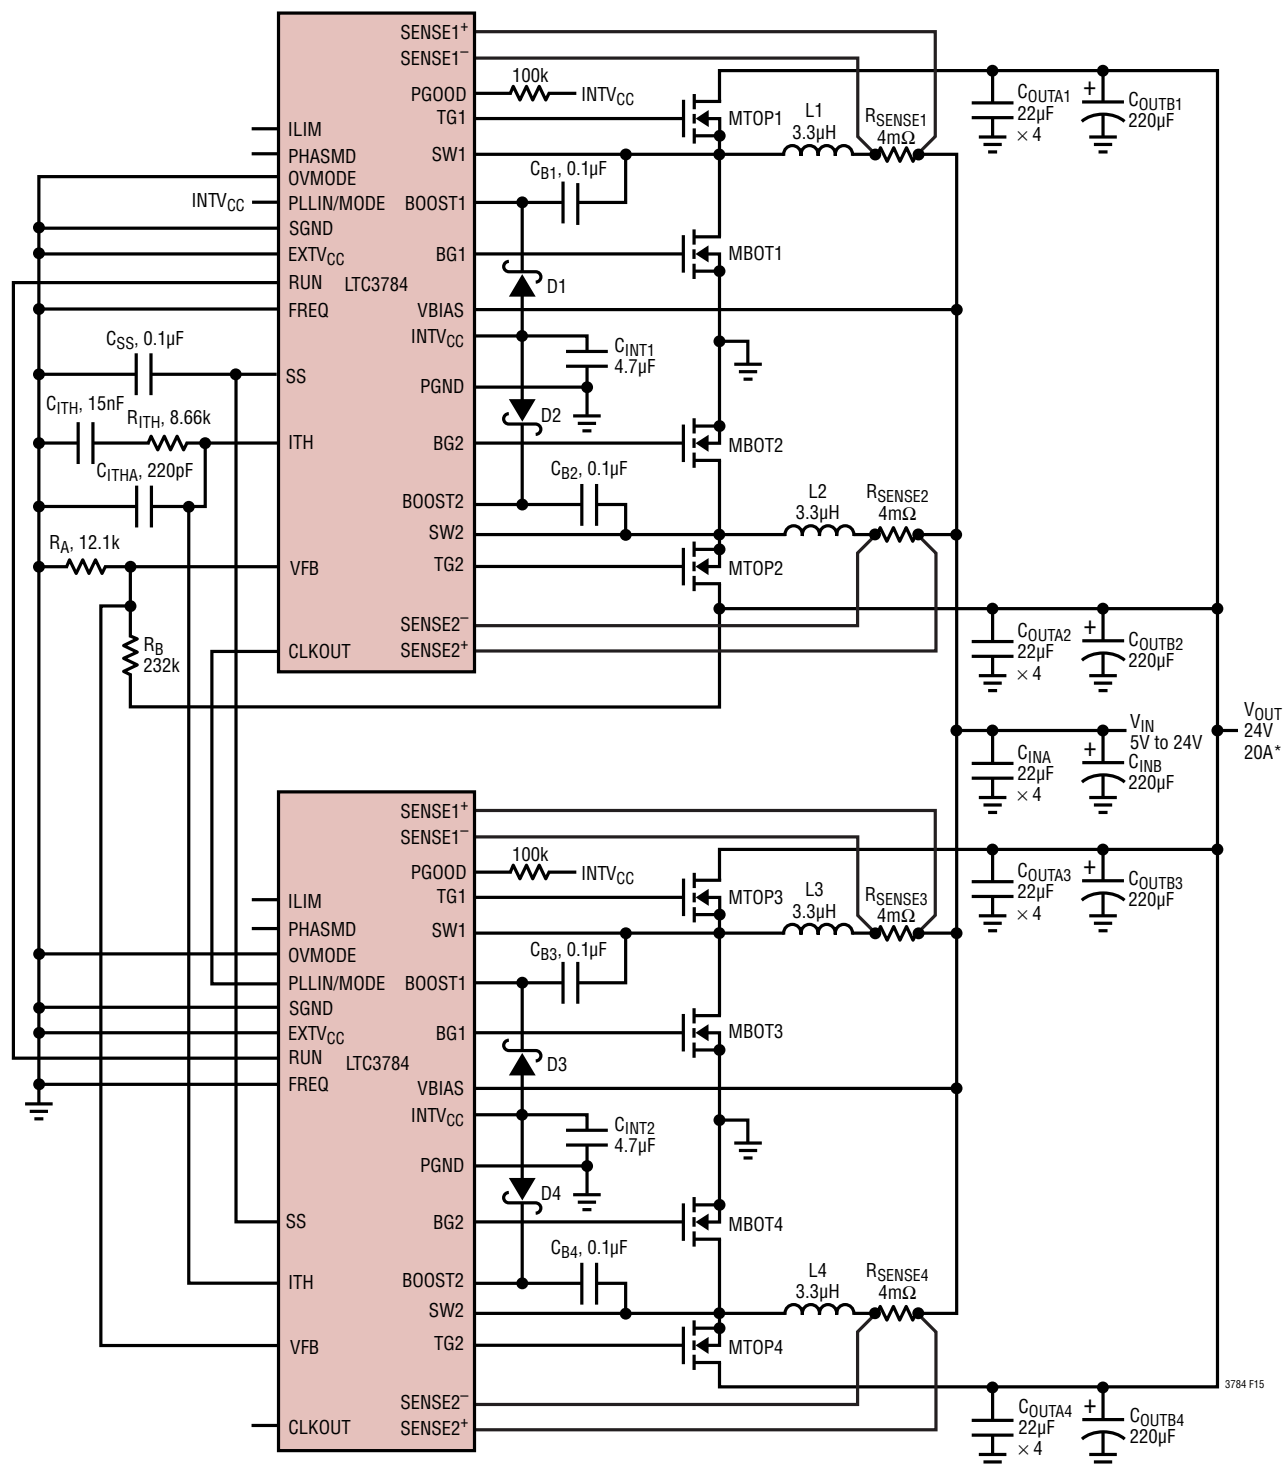 SENSE1+
SENSE1–
100k
PGOOD
INTVCC
TG1
MTOP1
L1
3.3µH
RSENSE1
4mΩ
COUTA1
22µF
× 4
+
COUTB1
220µF
ILIM
PHASMD
SW1
OVMODE
CB1, 0.1µF
INTVCC
PLLIN/MODE
BOOST1
SGND
EXTVCC
BG1
MBOT1
RUN
LTC3784
D1
FREQ
VBIAS
CSS, 0.1µF
INTVCC
CINT1
4.7µF
SS
PGND
CITH, 15nF
RITH, 8.66k
D2
ITH
BG2
MBOT2
CITHA, 220pF
CB2, 0.1µF
BOOST2
L2
3.3µH
RSENSE2
4mΩ
SW2
RA, 12.1k
VFB
TG2
MTOP2
SENSE2–
RB
232k
CLKOUT
SENSE2+
COUTA2
22µF
× 4
+
COUTB2
220µF
VIN
5V to 24V
VOUT
24V
20A*
CINA
22µF
× 4
+
CINB
220µF
SENSE1+
SENSE1–
100k
PGOOD
INTVCC
TG1
MTOP3
L3
3.3µH
RSENSE3
4mΩ
COUTA3
22µF
× 4
+
COUTB3
220µF
ILIM
PHASMD
SW1
OVMODE
CB3, 0.1µF
PLLIN/MODE
BOOST1
SGND
EXTVCC
BG1
MBOT3
RUN
LTC3784
D3
FREQ
VBIAS
INTVCC
CINT2
4.7µF
PGND
D4
SS
BG2
MBOT4
CB4, 0.1µF
ITH
BOOST2
L4
3.3µH
RSENSE4
4mΩ
SW2
VFB
TG2
MTOP4
3784 F15
SENSE2–
CLKOUT
SENSE2+
COUTA4
22µF
× 4
+
COUTB4
220µF